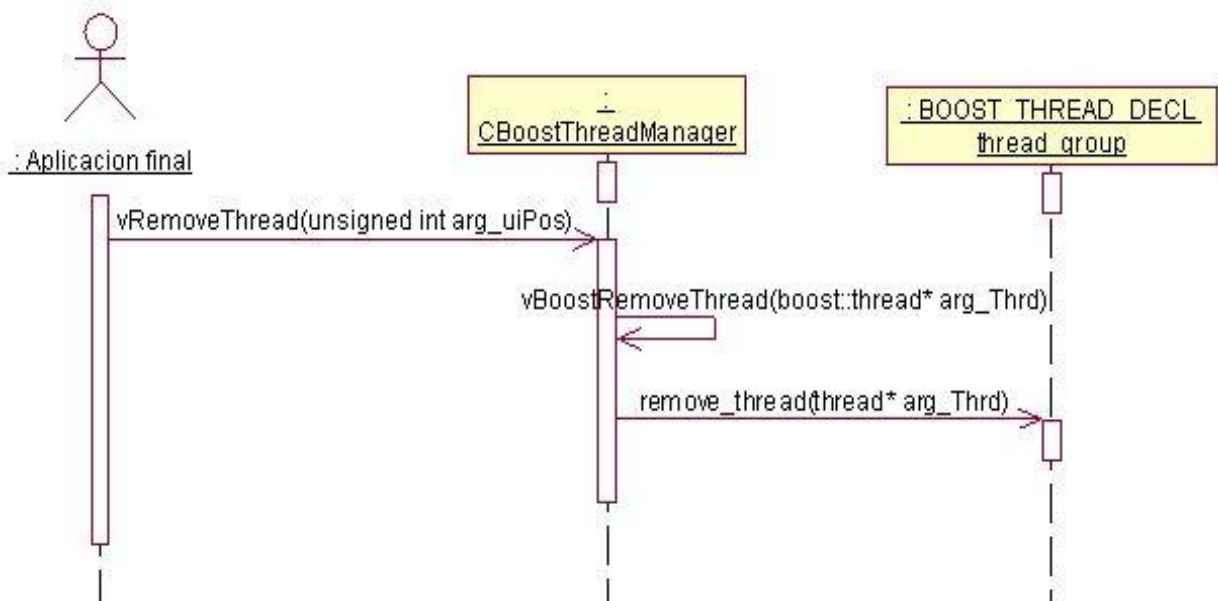 :
CBoostThreadManager
: BOOST_THREAD_DECL
thread_group
: Aplicacion final
vRemoveThread(unsigned int arg_uiPos)
vBoostRemoveThread(boost::thread* arg_Thrd)
remove_thread(thread* arg_Thrd)